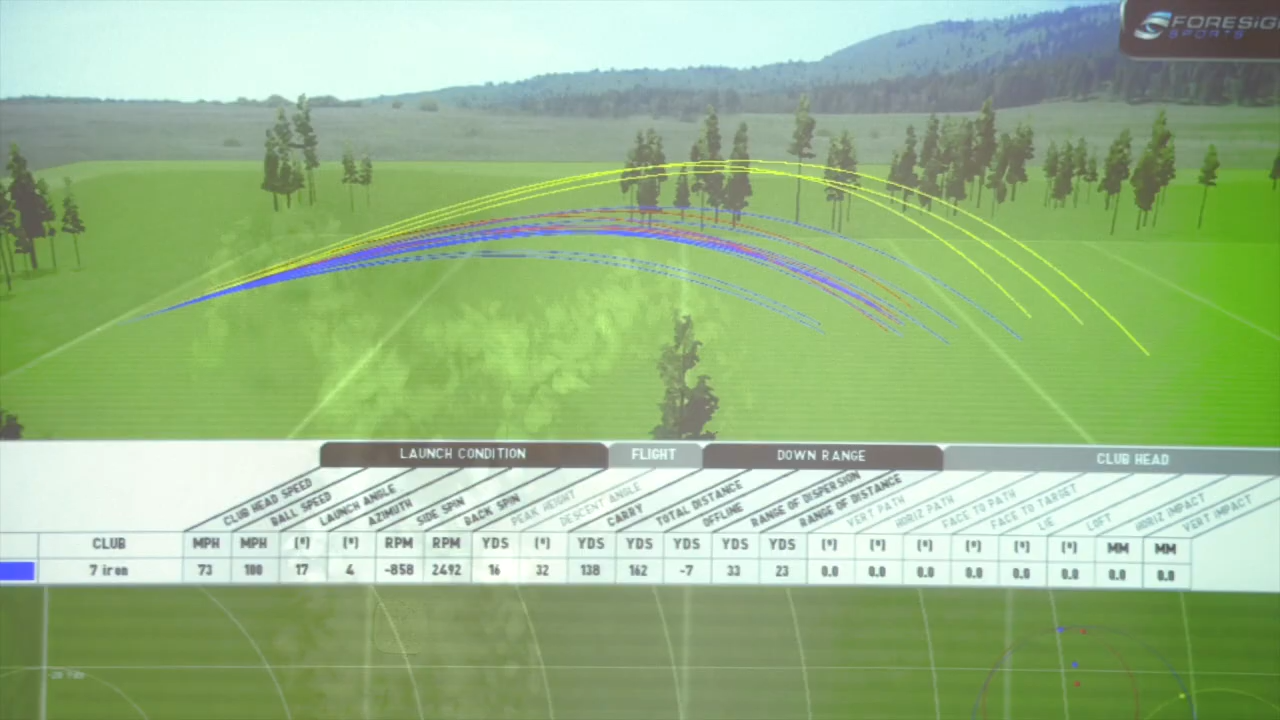 FORESIG
SPORTS
LAUNCH CONDITION FLIGHT DOWN RANGE CLUB HEAD
CLUB HEAD SPEED BALL SPEED LAUNCH ANGLE AZIMUTH SIDE SPIN BACK SPIN PEAK HEIGHT DESCENT ANGLE CARRY TOTAL DISTANCE OFFLINE RANGE OF DISPERSION RANGE OF DISTANCE VERT PATH HORIZ PATH FACE TO PATH FACE TO TARGET LIE LOFT HORIZ IMPACT VERT IMPACT
CLUB MPH MPH (°) (°) RPM RPM YDS (°) YDS YDS YDS YDS YDS (°) (°) (°) (°) (°) (°) MM MM
7 iron 73 100 17 4 -858 2492 16 32 138 162 -7 33 23 0.0 0.0 0.0 0.0 0.0 0.0 0.0 0.0